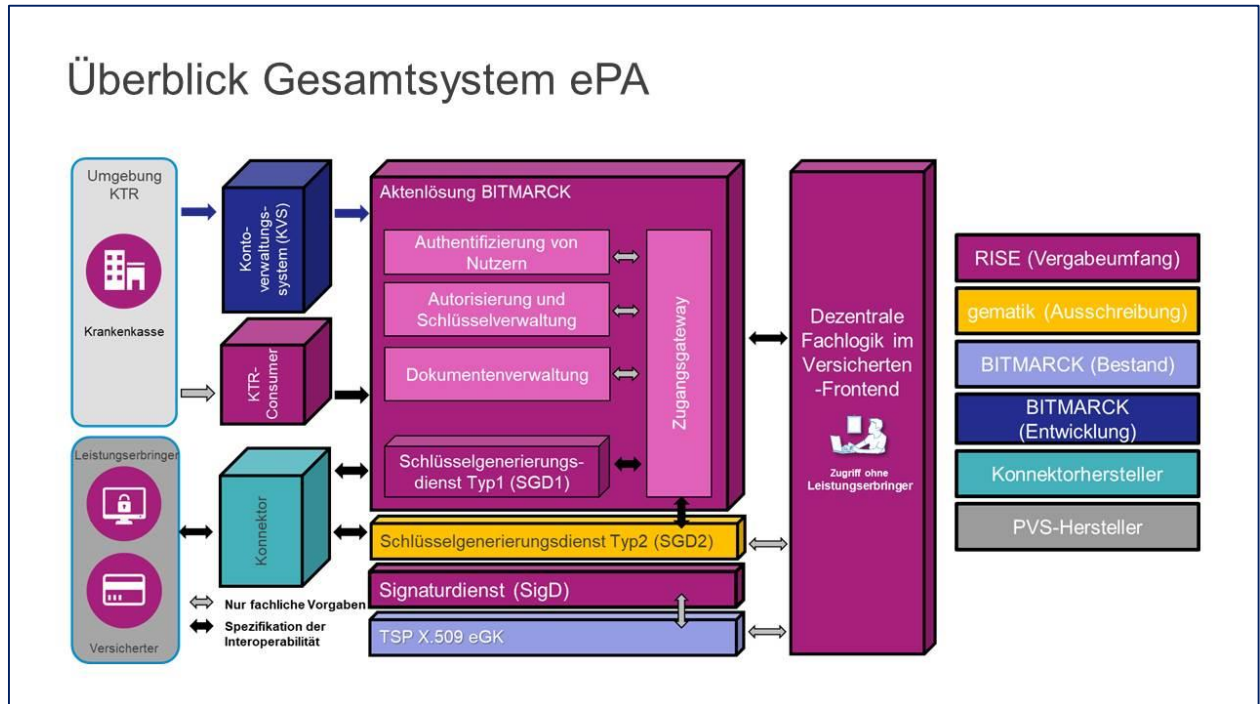 Überblick Gesamtsystem ePA
Umgebung
KTR
Krankenkasse
Konto-
verwaltungs-
system (KVS)
KTR-
Consumer
Leistungserbringer
Versicherter
Konnektor
Nur fachliche Vorgaben
Spezifikation der
Interoperabilität
Aktenlösung BITMARCK
Authentifizierung von
Nutzern
Autorisierung und
Schlüsselverwaltung
Dokumentenverwaltung
Schlüsselgenerierungs-
dienst Typ1 (SGD1)
Zugangsgateway
Schlüsselgenerierungsdienst Typ2 (SGD2)
Signaturdienst (SigD)
TSP X.509 eGK
Dezentrale
Fachlogik im
Versicherten
-Frontend
Zugriff ohne
Leistungserbringer
RISE (Vergabeumfang)
gematik (Ausschreibung)
BITMARCK (Bestand)
BITMARCK
(Entwicklung)
Konnektorhersteller
PVS-Hersteller